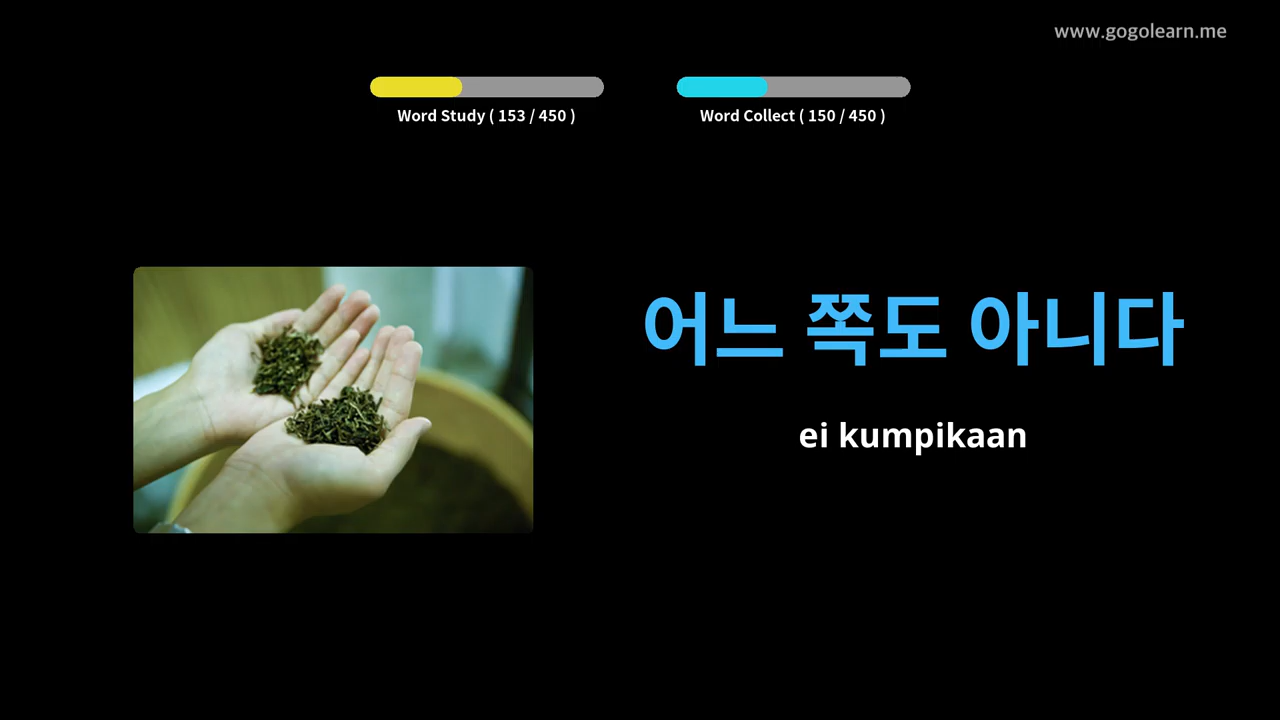 www.gogolearn.me
Word Study ( 153 / 450 )
Word Collect ( 150 / 450 )
어느 쪽도 아니다
ei kumpikaan